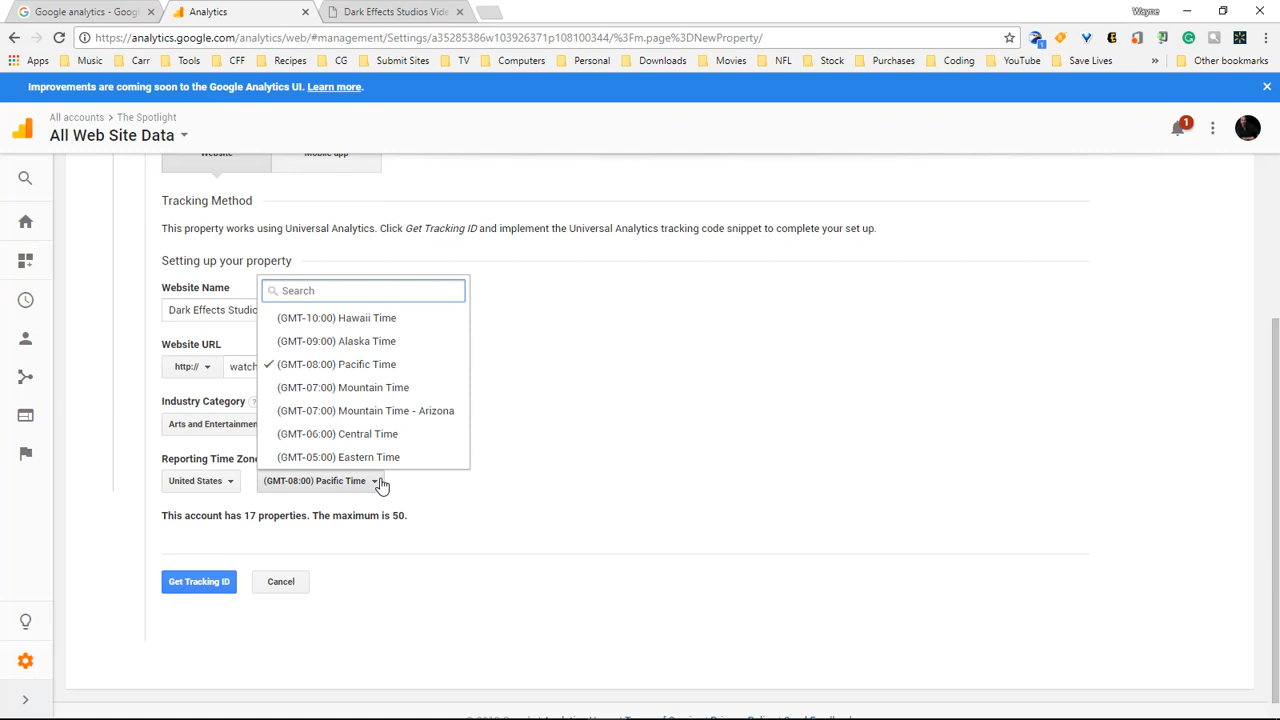 Google analytics - Goog
Analytics
Dark Effects Studios Vide
Wayne
https://analytics.google.com/analytics/web/#management/Settings/a35285386w103926371p108100344/%3Fm.page%3DNewProperty/
Apps Music Carr Tools CFF Recipes CG Submit Sites TV Computers Personal Downloads Movies NFL Stock Purchases Coding YouTube Save Lives » Other bookmarks
Improvements are coming soon to the Google Analytics UI. Learn more.
All accounts > The Spotlight
All Web Site Data
1
Website Mobile app
Tracking Method
This property works using Universal Analytics. Click Get Tracking ID and implement the Universal Analytics tracking code snippet to complete your set up.
Setting up your property
Website Name
Search
Dark Effects Studio
(GMT-10:00) Hawaii Time
(GMT-09:00) Alaska Time
Website URL
http:// watch
(GMT-08:00) Pacific Time
(GMT-07:00) Mountain Time
Industry Category ?
(GMT-07:00) Mountain Time - Arizona
Arts and Entertainmen
(GMT-06:00) Central Time
Reporting Time Zone
(GMT-05:00) Eastern Time
United States (GMT-08:00) Pacific Time
This account has 17 properties. The maximum is 50.
Get Tracking ID Cancel